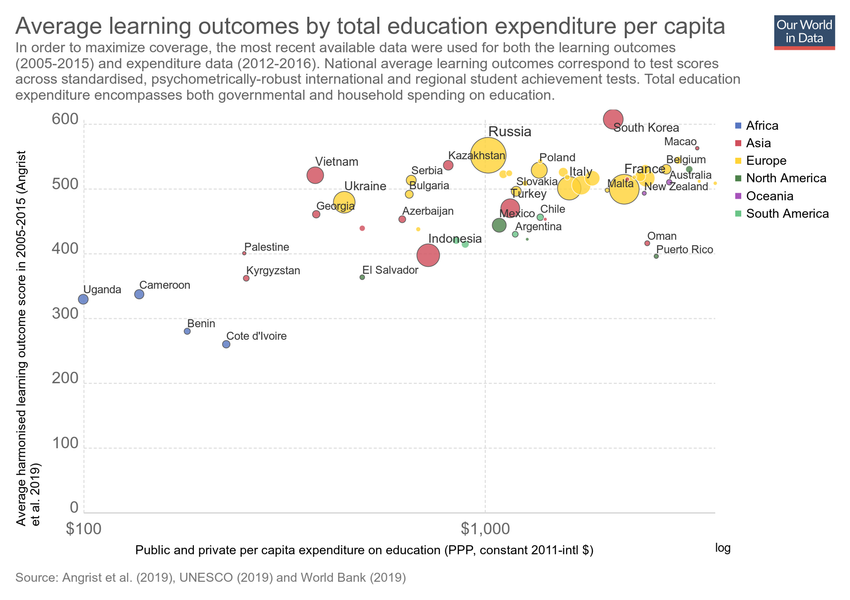 Average learning outcomes by total education expenditure per capita
Our World
in Data
In order to maximize coverage, the most recent available data were used for both the learning outcomes
(2005-2015) and expenditure data (2012-2016). National average learning outcomes correspond to test scores
across standardised, psychometrically-robust international and regional student achievement tests. Total education
expenditure encompasses both governmental and household spending on education.
Average harmonised learning outcome score in 2005-2015 (Angrist
et al. 2019)
600
500
400
300
200
100
0
South Korea
Russia
Macao
Kazakhstan
Vietnam
Poland
Belgium
Serbia
Italy
France
Australia
Ukraine
Bulgaria
Slovakia
Malta
New Zealand
Turkey
Georgia
Azerbaijan
Mexico
Chile
Argentina
Indonesia
Oman
Palestine
Puerto Rico
Kyrgyzstan
El Salvador
Uganda
Cameroon
Benin
Cote d'Ivoire
Africa
Asia
Europe
North America
Oceania
South America
$100
$1,000
Public and private per capita expenditure on education (PPP, constant 2011-intl $)
log
Source: Angrist et al. (2019), UNESCO (2019) and World Bank (2019)